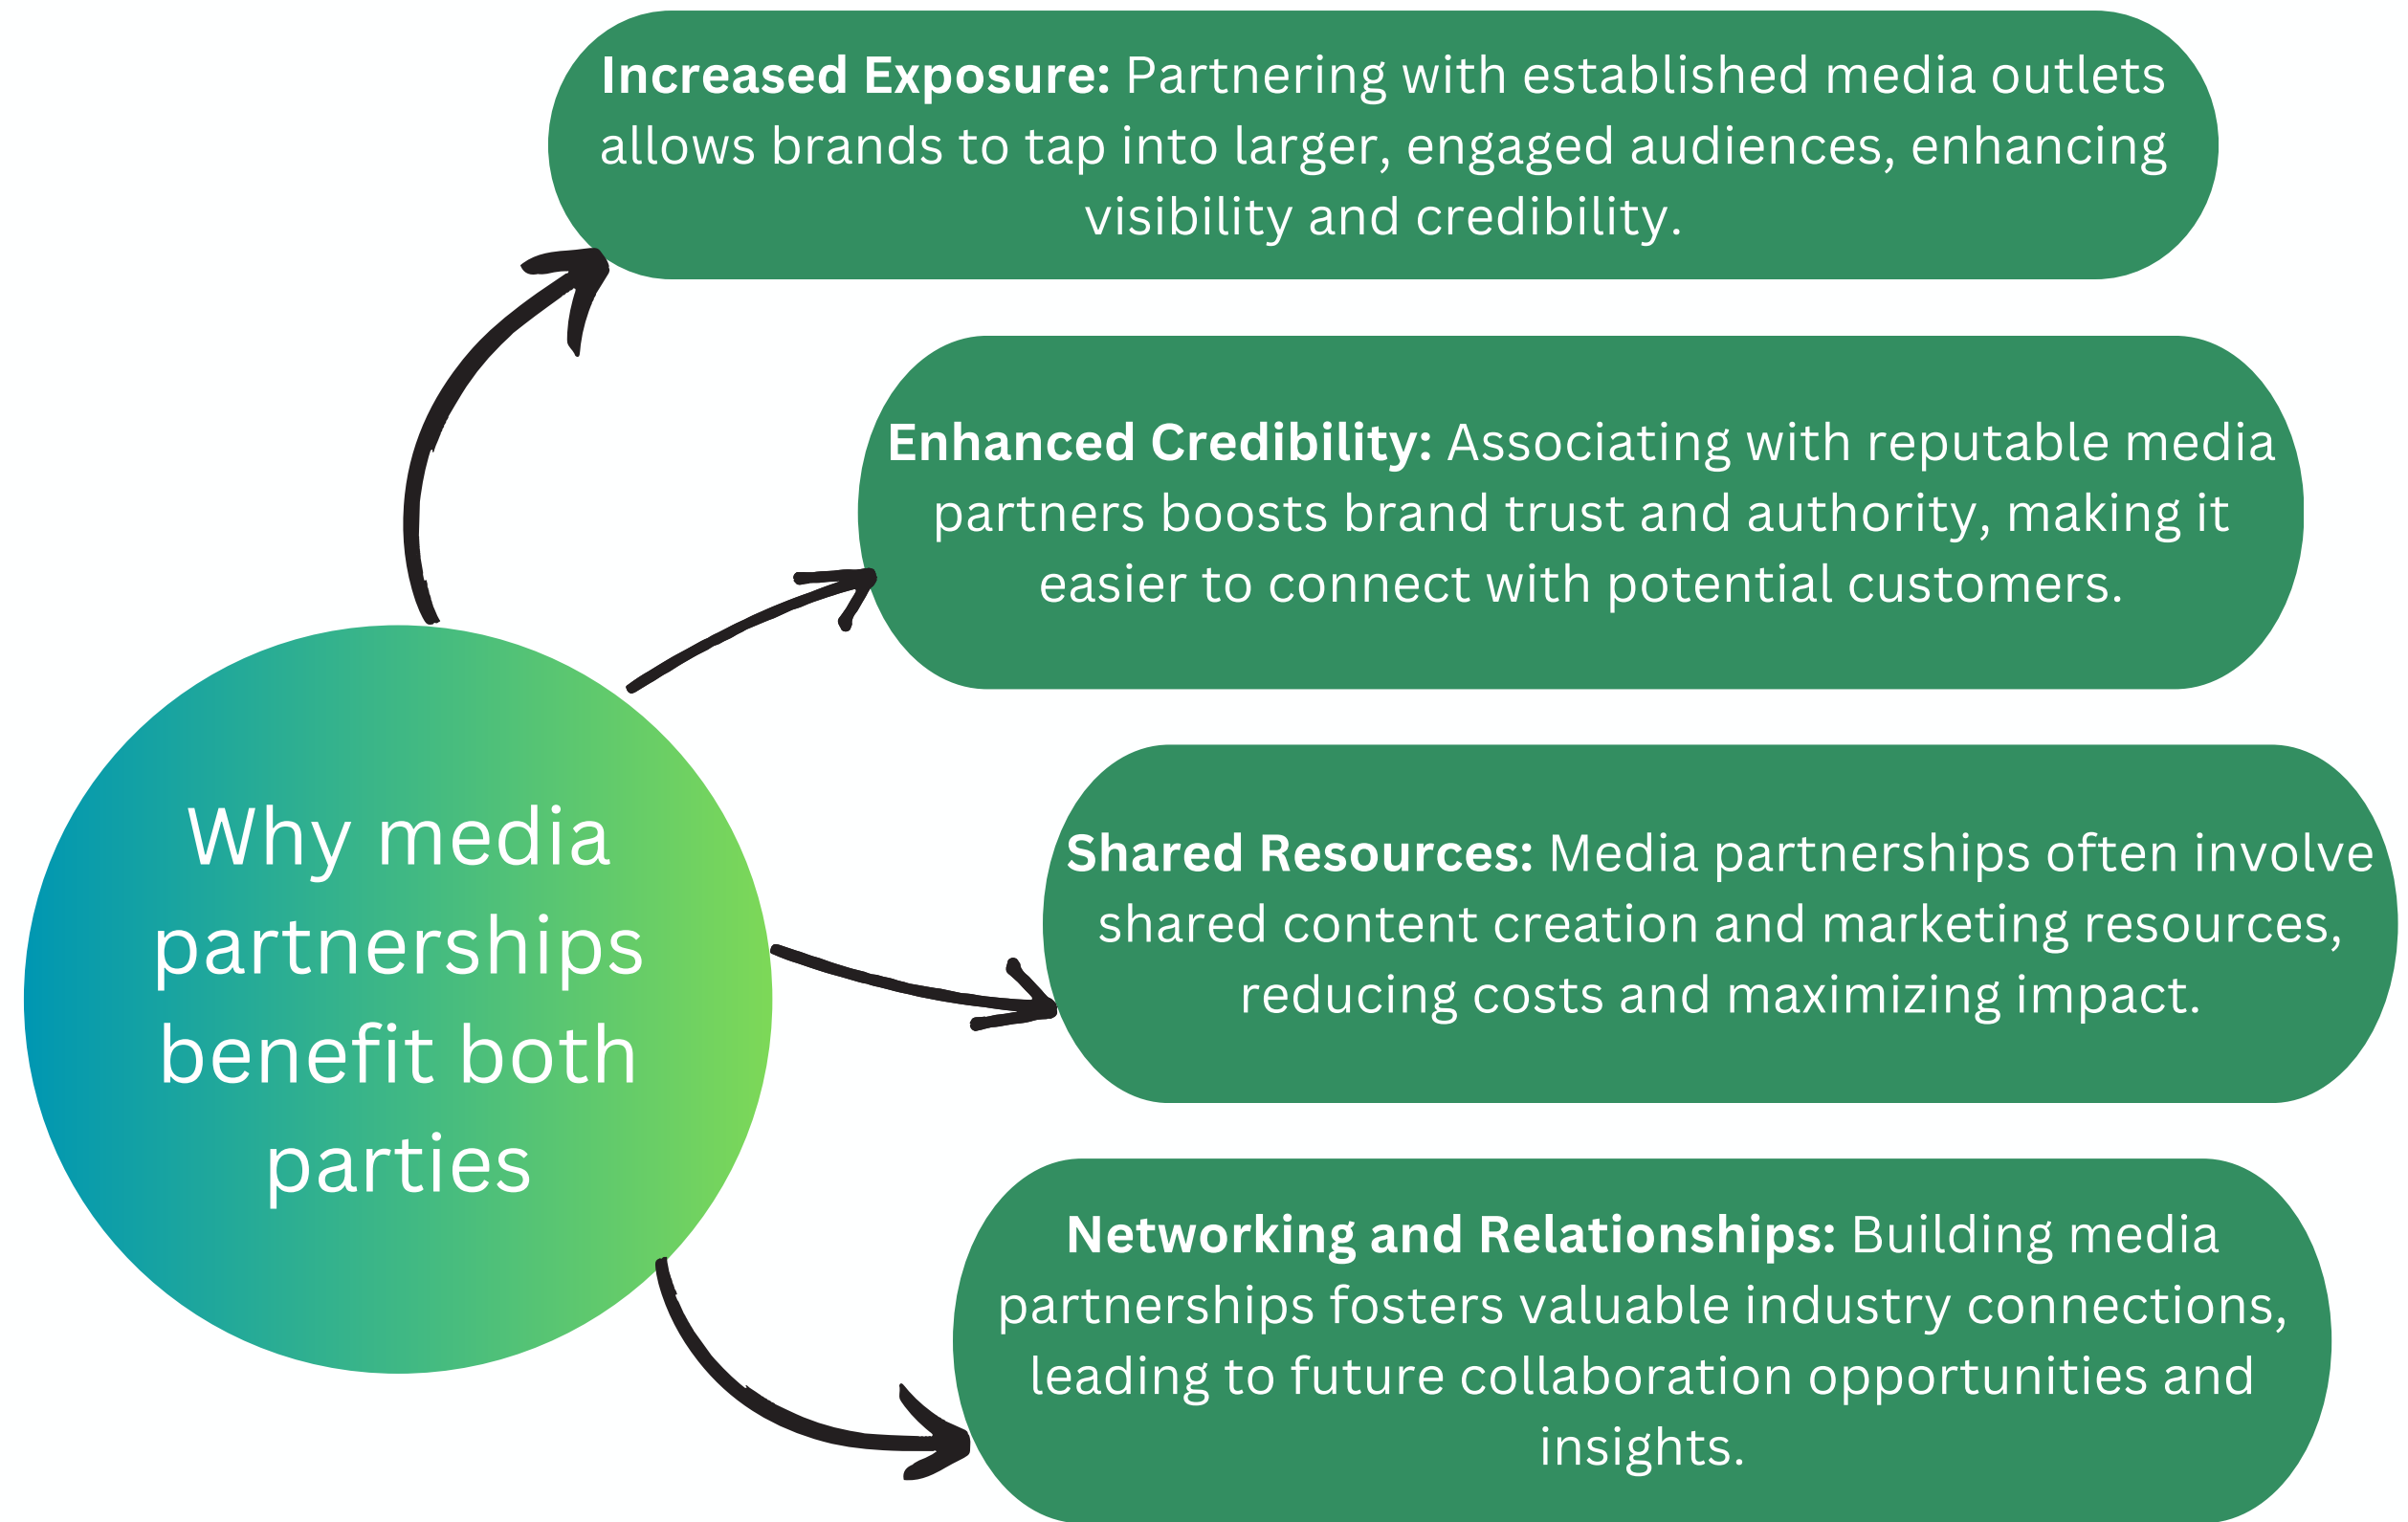 Increased Exposure: Partnering with established media outlets
allows brands to tap into larger, engaged audiences, enhancing
visibility and credibility.
Enhanced Credibility: Associating with reputable media
partners boosts brand trust and authority, making it
easier to connect with potential customers.
Why media
partnerships
benefit both
parties
Shared Resources: Media partnerships often involve
shared content creation and marketing resources,
reducing costs and maximizing impact.
Networking and Relationships: Building media
partnerships fosters valuable industry connections,
leading to future collaboration opportunities and
insights.